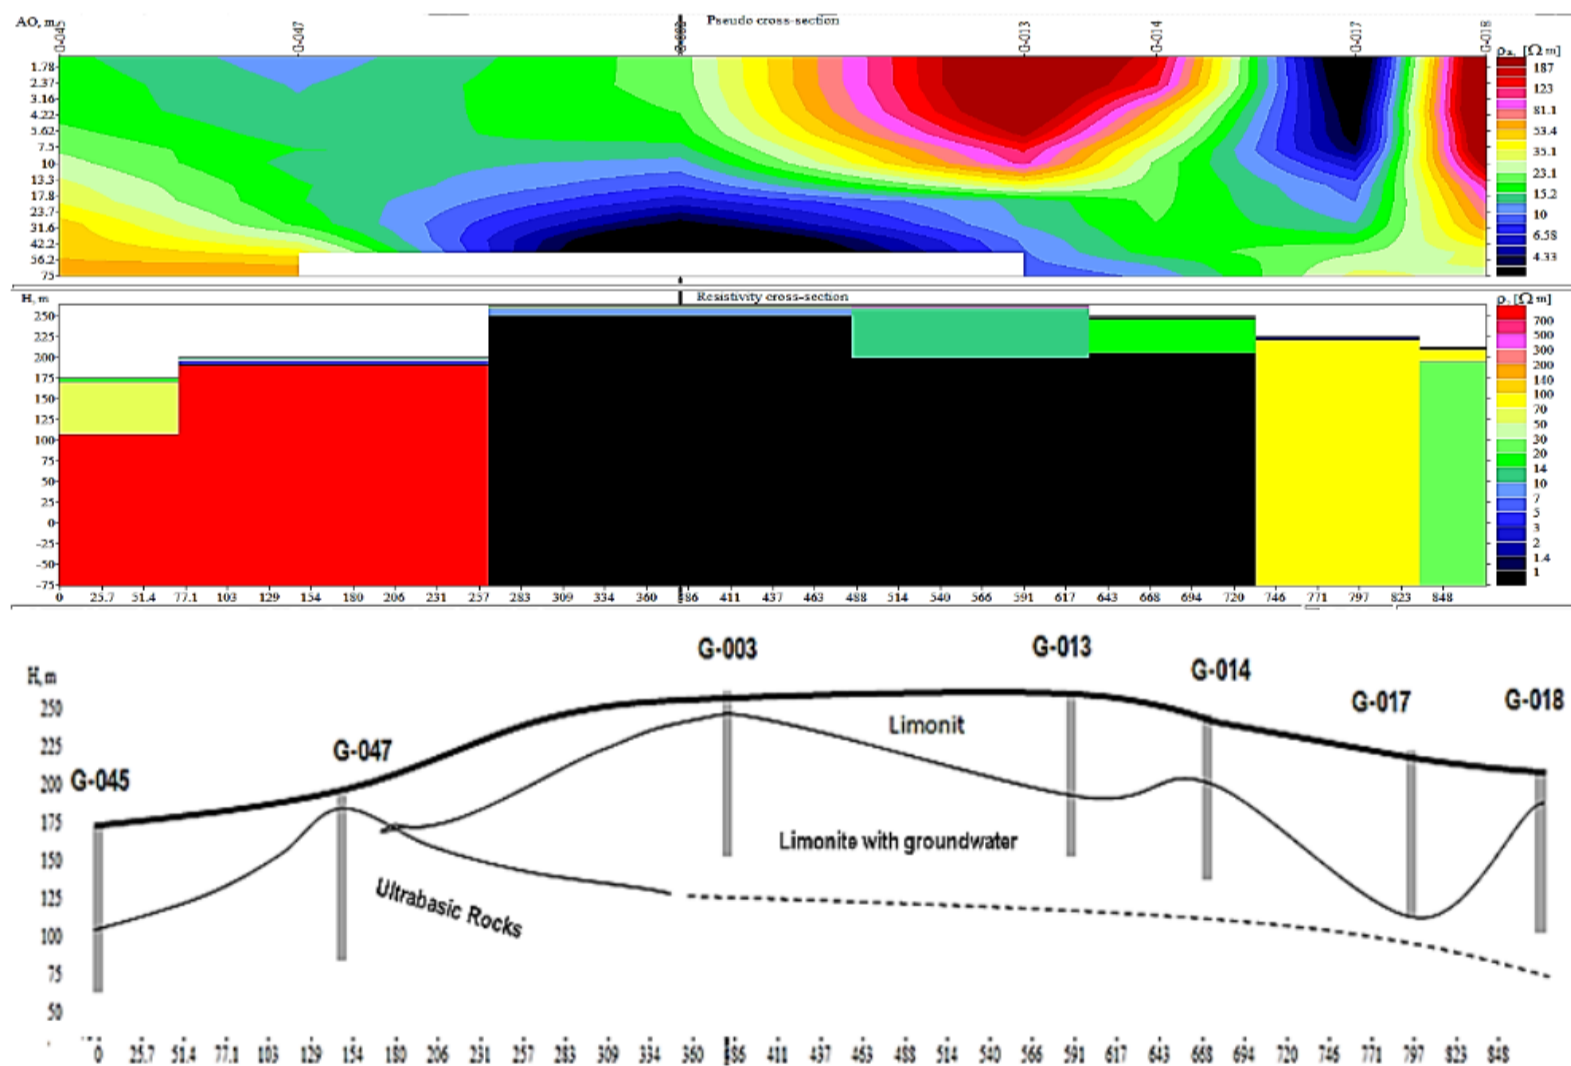 AO, m
Pseudo cross-section
G-045
G-047
G-013
G-014
G-017
G-018
ρa, [Ω m]
1.78
2.37
3.16
4.22
5.62
7.5
10
13.3
17.8
23.7
31.6
42.2
56.2
75
187
123
81.1
53.4
35.1
23.1
15.2
10
6.58
4.33
H, m
Resistivity cross-section
ρ, [Ω m]
250
225
200
175
150
125
100
75
50
25
0
-25
-50
-75
700
500
300
200
140
100
70
50
30
20
14
10
7
5
3
2
1.4
1
0 25.7 51.4 77.1 103 129 154 180 206 231 257 283 309 334 360 386 411 437 463 488 514 540 566 591 617 643 668 694 720 746 771 797 823 848
G-003
G-013
G-014
H, m
G-017
G-018
G-047
G-045
Limonit
Limonite with groundwater
Ultrabasic Rocks
250
225
200
175
150
125
100
75
50
0 25.7 51.4 77.1 103 129 154 180 206 231 257 283 309 334 360 386 411 437 463 488 514 540 566 591 617 643 668 694 720 746 771 797 823 848